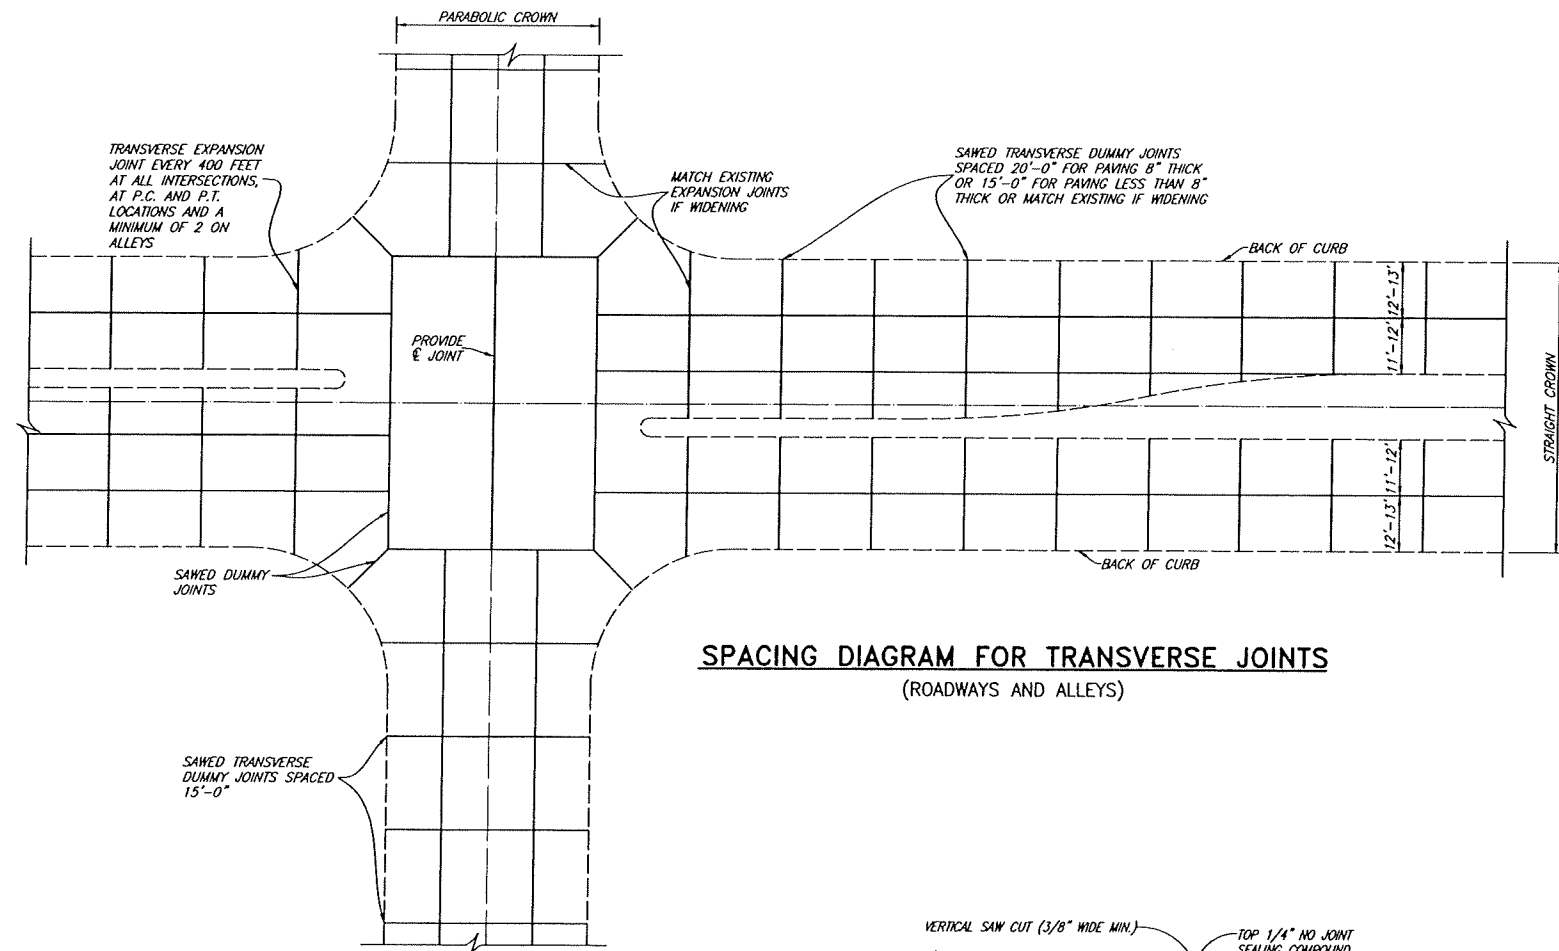 PARABOLIC CROWN
TRANSVERSE EXPANSION
JOINT EVERY 400 FEET
AT ALL INTERSECTIONS,
AT P.C. AND P.T.
LOCATIONS AND A
MINIMUM OF 2 ON
ALLEYS
MATCH EXISTING
EXPANSION JOINTS
IF WIDENING
SAWED TRANSVERSE DUMMY JOINTS
SPACED 20'-0" FOR PAVING 8" THICK
OR 15'-0" FOR PAVING LESS THAN 8"
THICK OR MATCH EXISTING IF WIDENING
BACK OF CURB
12'-13'
11'-12'
PROVIDE
℄ JOINT
STRAIGHT CROWN
11'-12'
12'-13'
SAWED DUMMY
JOINTS
BACK OF CURB
SPACING DIAGRAM FOR TRANSVERSE JOINTS
(ROADWAYS AND ALLEYS)
SAWED TRANSVERSE
DUMMY JOINTS SPACED
15'-0"
VERTICAL SAW CUT (3/8" WIDE MIN.)
TOP 1/4" NO JOINT
SEALING COMPOUND